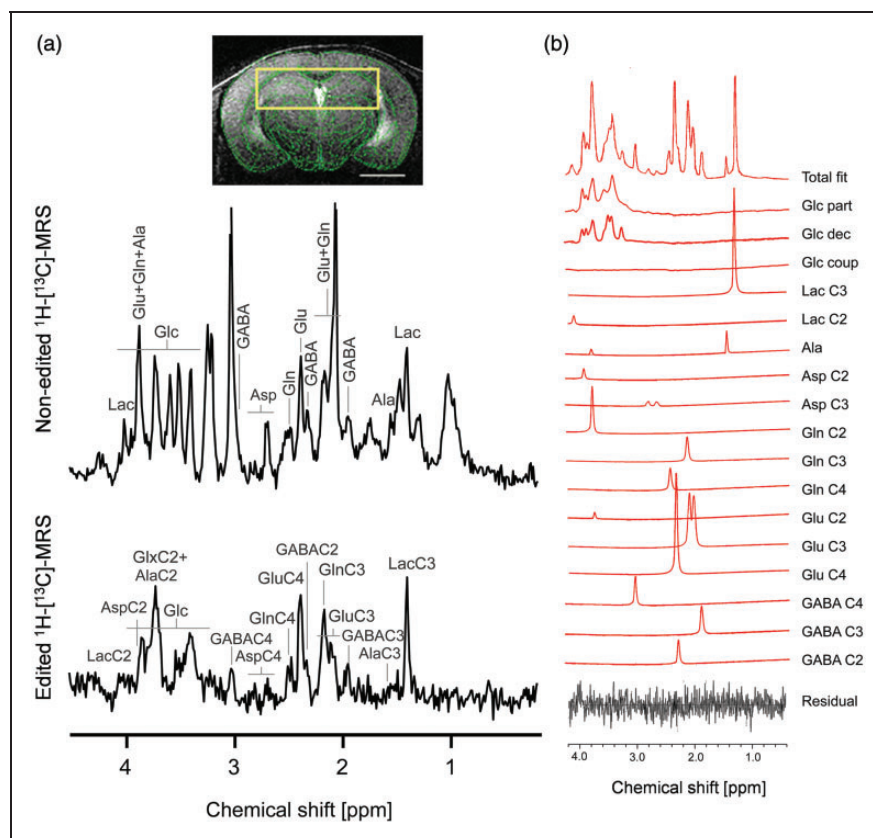 (a)
(b)
Non-edited ¹H-[¹³C]-MRS
Glu+Gln+Ala
Glc
Lac
GABA
Asp
Gln
Glu
GABA
Glu+Gln
GABA
Ala
Lac
Edited ¹H-[¹³C]-MRS
GlxC2+
AlaC2
AspC2
Glc
LacC2
GABAC4
AspC4
GlnC4
GluC4
GABAC2
GlnC3
GluC3
GABAC3
AlaC3
LacC3
4 3 2 1
Chemical shift [ppm]
Total fit
Glc part
Glc dec
Glc coup
Lac C3
Lac C2
Ala
Asp C2
Asp C3
Gln C2
Gln C3
Gln C4
Glu C2
Glu C3
Glu C4
GABA C4
GABA C3
GABA C2
Residual
4.0 3.0 2.0 1.0
Chemical shift [ppm]